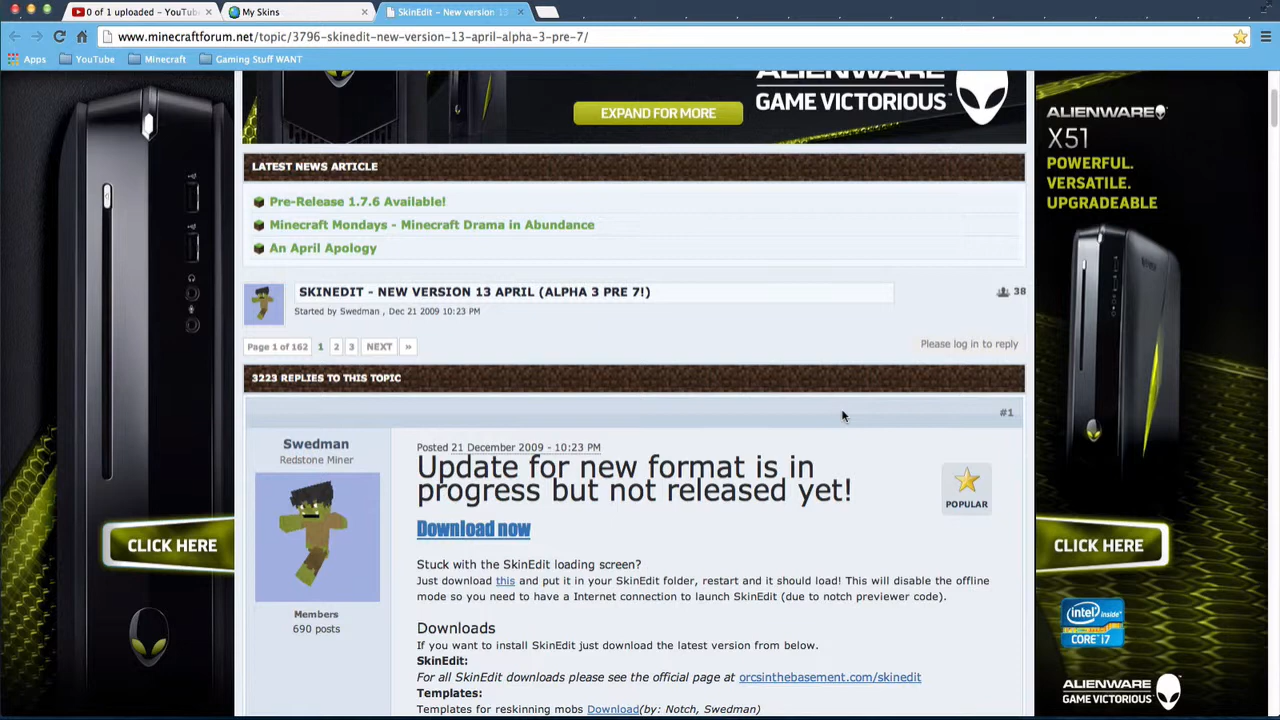 0 of 1 uploaded - YouTub
My Skins
SkinEdit - New version 13
www.minecraftforum.net/topic/3796-skinedit-new-version-13-april-alpha-3-pre-7/
Apps YouTube Minecraft Gaming Stuff WANT
ALIENWARE
GAME VICTORIOUS
EXPAND FOR MORE
LATEST NEWS ARTICLE
Pre-Release 1.7.6 Available!
Minecraft Mondays - Minecraft Drama in Abundance
An April Apology
SKINEDIT - NEW VERSION 13 APRIL (ALPHA 3 PRE 7!)
38
Started by Swedman , Dec 21 2009 10:23 PM
Page 1 of 162 1 2 3 NEXT »
Please log in to reply
3223 REPLIES TO THIS TOPIC
#1
Swedman
Redstone Miner
Members
690 posts
Posted 21 December 2009 - 10:23 PM
Update for new format is in
progress but not released yet!
POPULAR
Download now
Stuck with the SkinEdit loading screen?
Just download this and put it in your SkinEdit folder, restart and it should load! This will disable the offline
mode so you need to have a Internet connection to launch SkinEdit (due to notch previewer code).
Downloads
If you want to install SkinEdit just download the latest version from below.
SkinEdit:
For all SkinEdit downloads please see the official page at orcsinthebasement.com/skinedit
Templates:
Templates for reskinning mobs Download(by: Notch, Swedman)
CLICK HERE
ALIENWARE
X51
POWERFUL.
VERSATILE.
UPGRADEABLE
CLICK HERE
intel inside
CORE i7
ALIENWARE
GAME VICTORIOUS